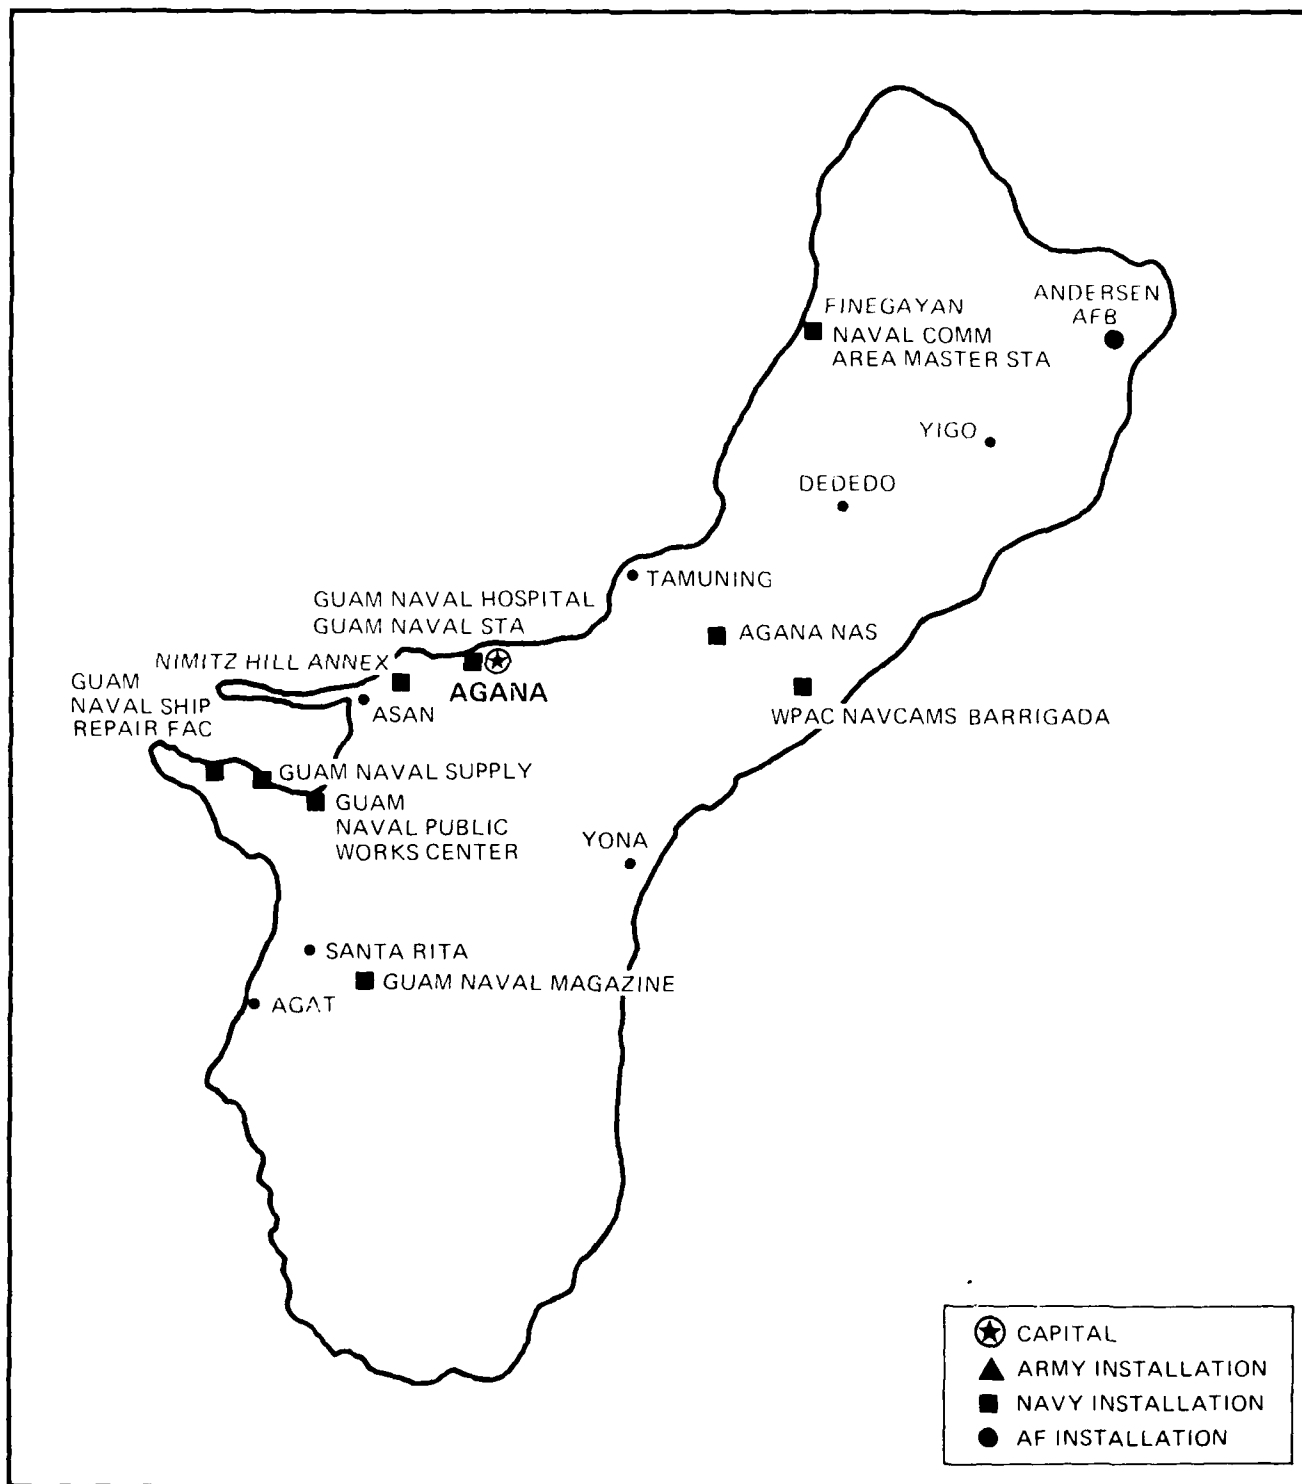 ANDERSEN
AFB
FINEGAYAN
NAVAL COMM
AREA MASTER STA
YIGO
DEDEDO
TAMUNING
GUAM NAVAL HOSPITAL
GUAM NAVAL STA
AGANA NAS
NIMITZ HILL ANNEX
AGANA
GUAM
NAVAL SHIP
REPAIR FAC
ASAN
WPAC NAVCAMS BARRIGADA
GUAM NAVAL SUPPLY
GUAM
NAVAL PUBLIC
WORKS CENTER
YONA
SANTA RITA
GUAM NAVAL MAGAZINE
AGAT
CAPITAL
ARMY INSTALLATION
NAVY INSTALLATION
AF INSTALLATION